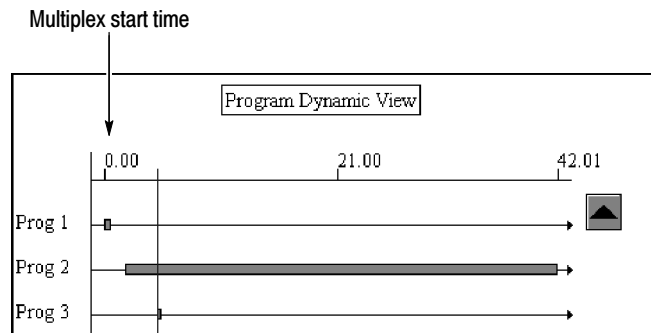 Multiplex start time
Program Dynamic View
0.00 21.00 42.01
Prog 1
Prog 2
Prog 3